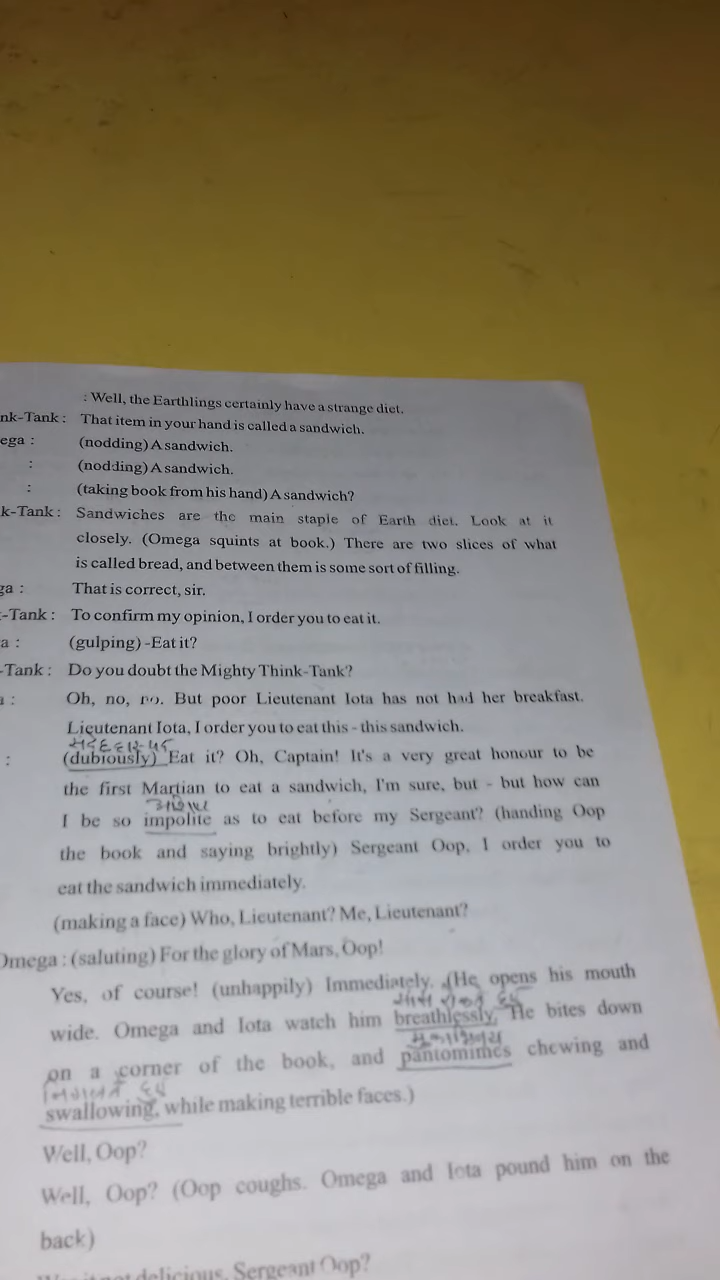 : Well, the Earthlings certainly have a strange diet.
nk-Tank : That item in your hand is called a sandwich.
ega : (nodding) A sandwich.
: (nodding) A sandwich.
: (taking book from his hand) A sandwich?
k-Tank : Sandwiches are the main staple of Earth diet. Look at it
closely. (Omega squints at book.) There are two slices of what
is called bread, and between them is some sort of filling.
ga : That is correct, sir.
-Tank : To confirm my opinion, I order you to eat it.
a : (gulping) -Eat it?
-Tank : Do you doubt the Mighty Think-Tank?
a : Oh, no, no. But poor Lieutenant Iota has not had her breakfast.
Lieutenant Iota, I order you to eat this - this sandwich.
: (dubiously) Eat it? Oh, Captain! It's a very great honour to be
the first Martian to eat a sandwich, I'm sure, but - but how can
I be so impolite as to eat before my Sergeant? (handing Oop
the book and saying brightly) Sergeant Oop, I order you to
eat the sandwich immediately.
(making a face) Who, Lieutenant? Me, Lieutenant?
Omega : (saluting) For the glory of Mars, Oop!
Yes, of course! (unhappily) Immediately. (He opens his mouth
wide. Omega and Iota watch him breathlessly. He bites down
on a corner of the book, and pantomimes chewing and
swallowing, while making terrible faces.)
Well, Oop?
Well, Oop? (Oop coughs. Omega and Iota pound him on the
back)
not delicious, Sergeant Oop?